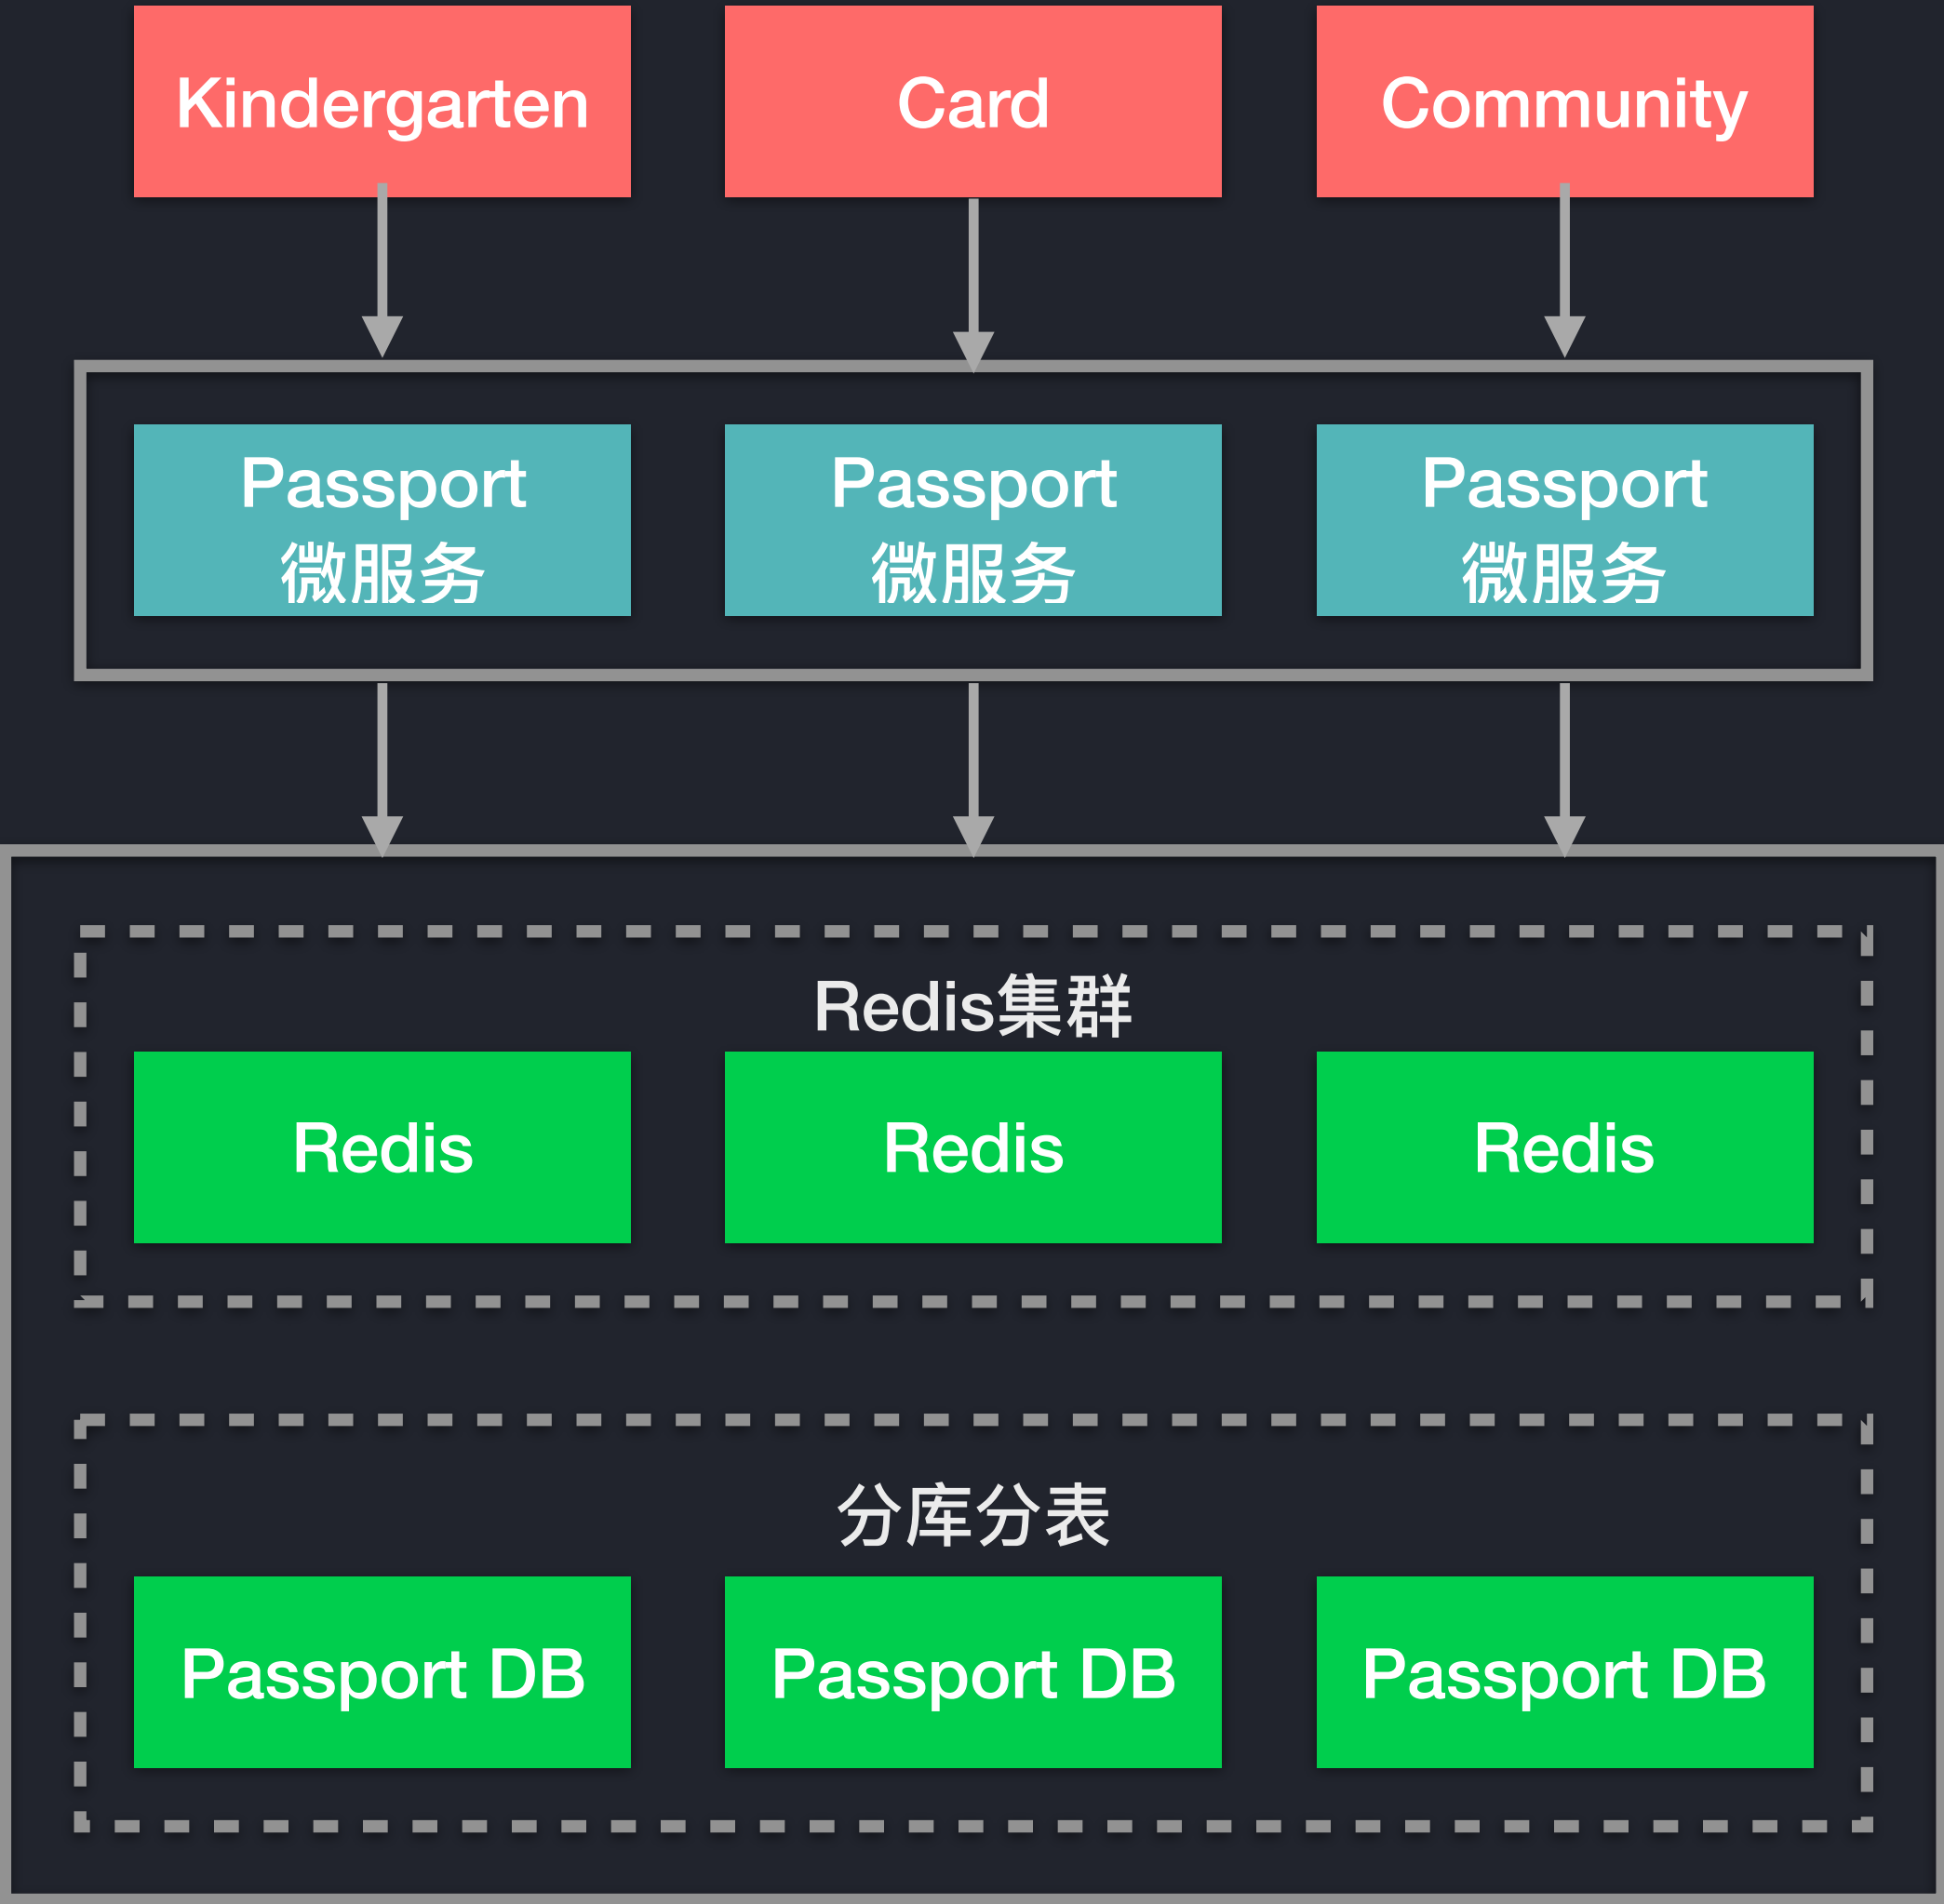 Kindergarten
Card
Community
Passport
微服务
Passport
微服务
Passport
微服务
Redis集群
Redis
Redis
Redis
分库分表
Passport DB
Passport DB
Passport DB